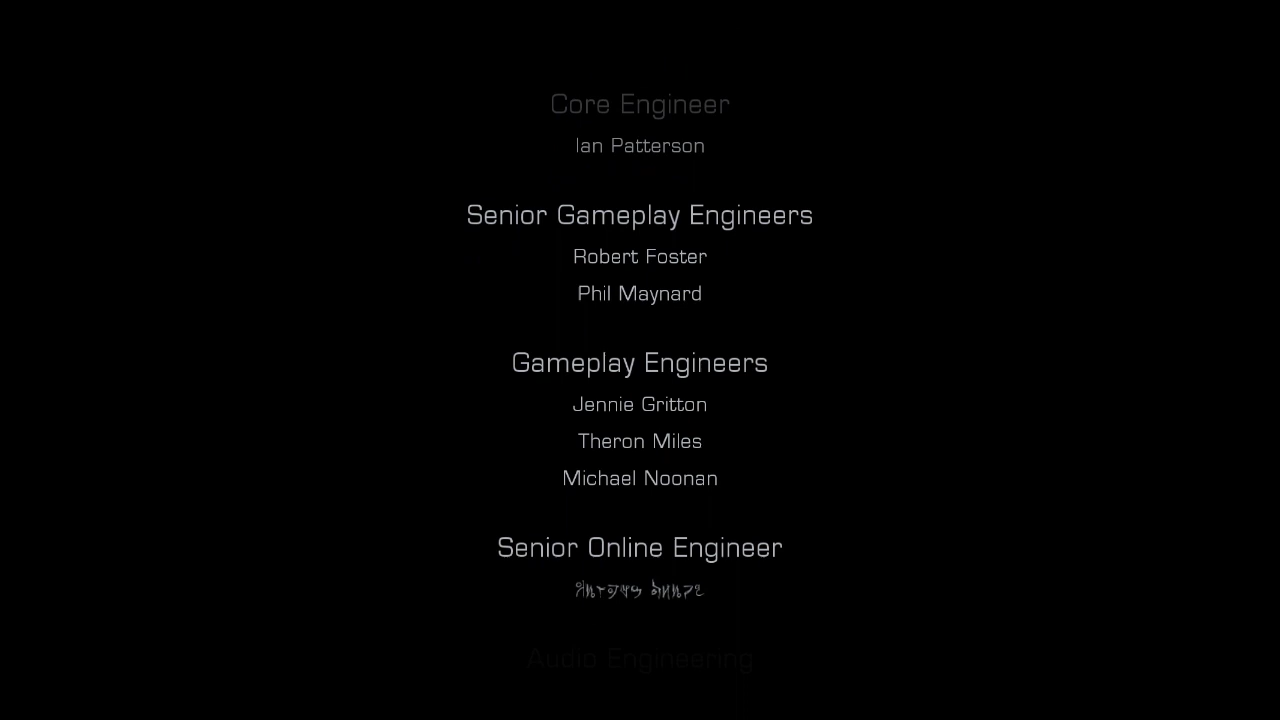 Core Engineer
Ian Patterson
Senior Gameplay Engineers
Robert Foster
Phil Maynard
Gameplay Engineers
Jennie Gritton
Theron Miles
Michael Noonan
Senior Online Engineer
Audio Engineering